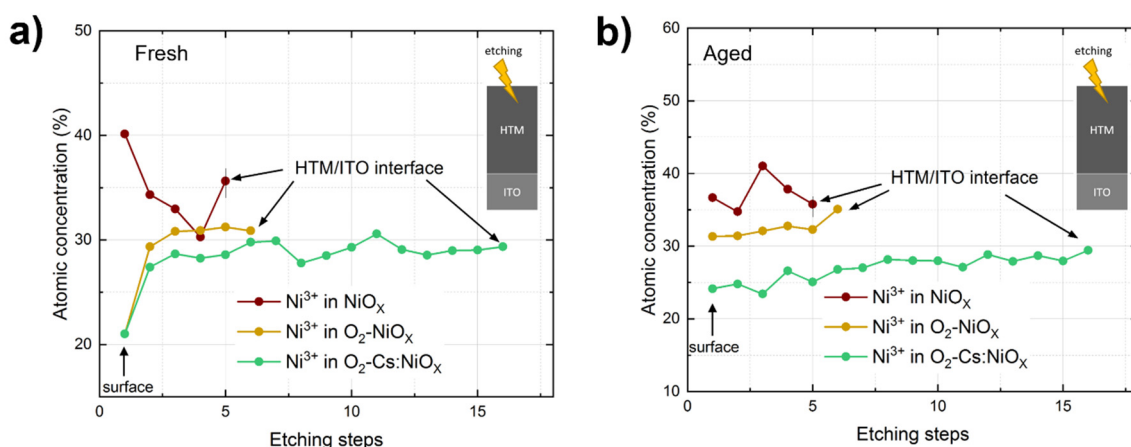 a)
Fresh
etching
HTM
ITO
HTM/ITO interface
Ni³⁺ in NiOX
Ni³⁺ in O2-NiOX
Ni³⁺ in O2-Cs:NiOX
surface
Atomic concentration (%)
50
40
30
20
0 5 10 15
Etching steps
b)
Aged
etching
HTM
ITO
HTM/ITO interface
Ni³⁺ in NiOX
Ni³⁺ in O2-NiOX
Ni³⁺ in O2-Cs:NiOX
surface
Atomic concentration (%)
60
50
40
30
20
10
0 5 10 15
Etching steps